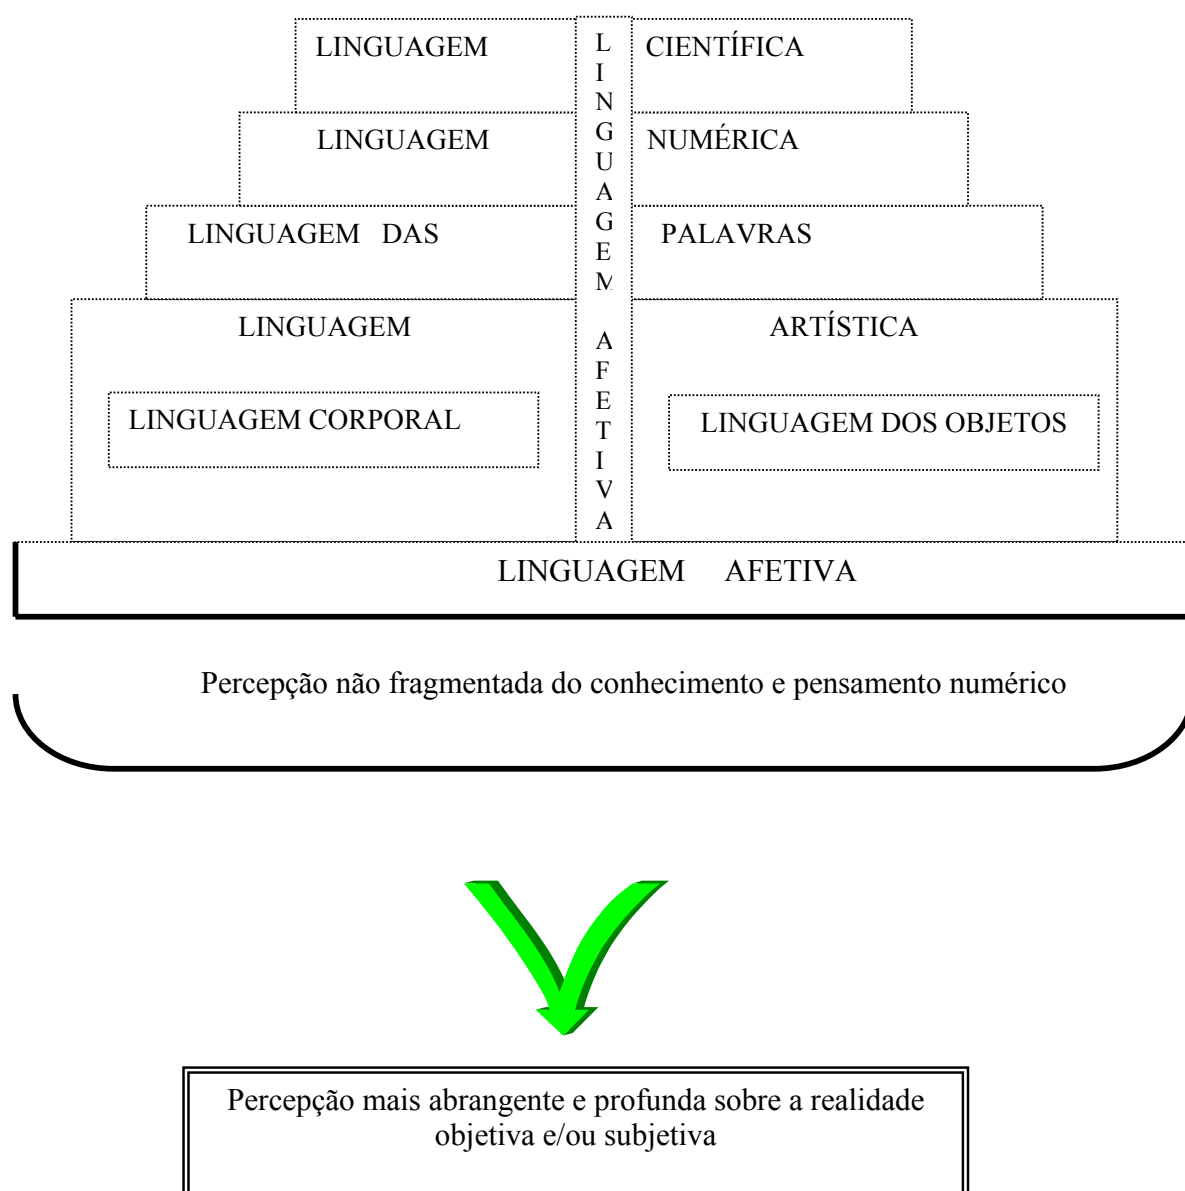 LINGUAGEM CIENTÍFICA
LINGUAGEM NUMÉRICA
LINGUAGEM DAS PALAVRAS
LINGUAGEM ARTÍSTICA
LINGUAGEM CORPORAL
LINGUAGEM DOS OBJETOS
LINGUAGEM AFETIVA
LINGUAGEM AFETIVA
Percepção não fragmentada do conhecimento e pensamento numérico
Percepção mais abrangente e profunda sobre a realidade
objetiva e/ou subjetiva